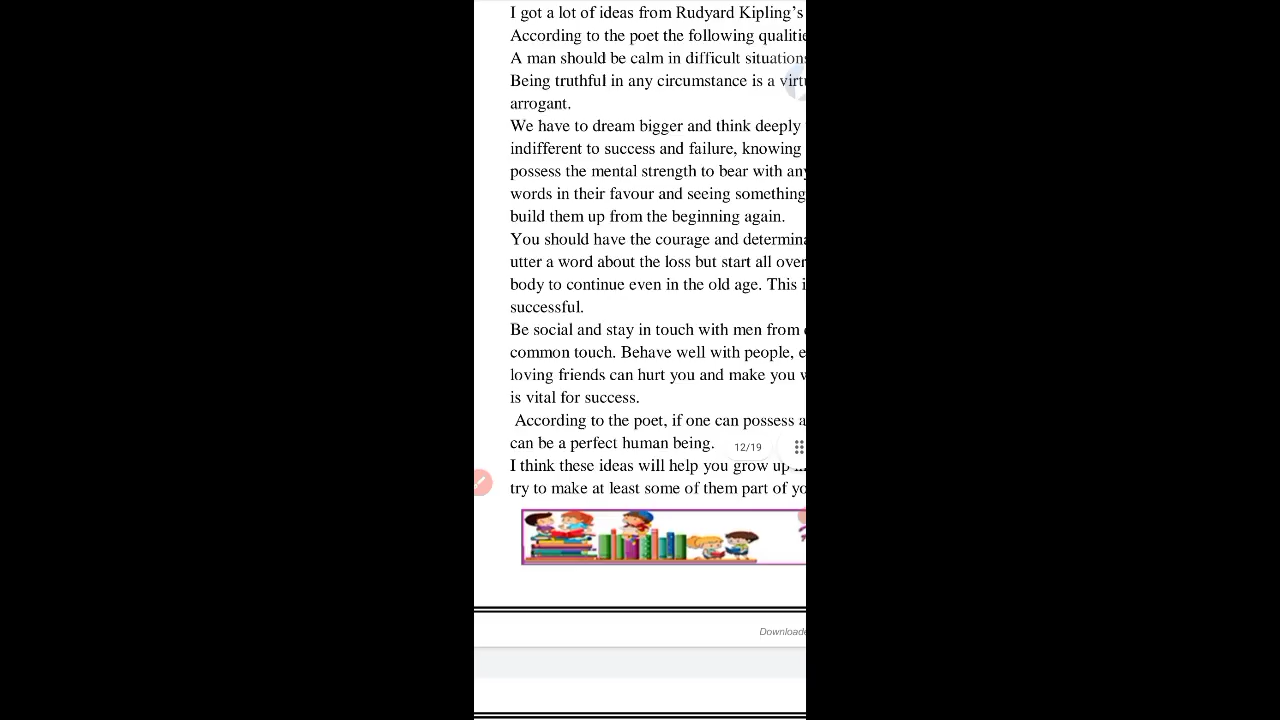 I got a lot of ideas from Rudyard Kipling’s
According to the poet the following
A man should be calm in difficult
Being truthful in any circumstance is a
arrogant.
We have to dream bigger and think deeply
indifferent to success and failure, knowing
possess the mental strength to bear with
words in their favour and seeing something
build them up from the beginning again.
You should have the courage and
utter a word about the loss but start all over
body to continue even in the old age. This
successful.
Be social and stay in touch with men from
common touch. Behave well with people,
loving friends can hurt you and make you
is vital for success.
According to the poet, if one can possess
can be a perfect human being.
12/19
I think these ideas will help you grow up
try to make at least some of them part of